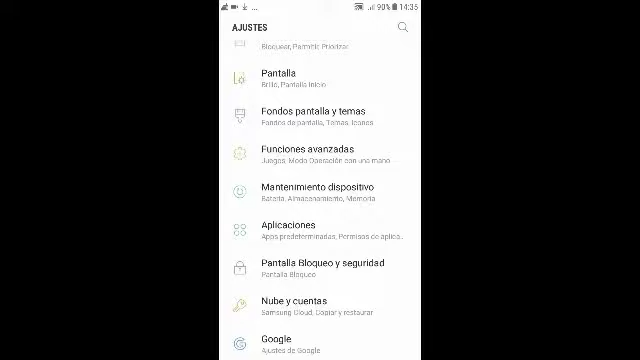 ... 90% 14:35
AJUSTES
Bloquear, Permitir, Priorizar
Pantalla
Brillo, Pantalla Inicio
Fondos pantalla y temas
Fondos de pantalla, Temas, Iconos
Funciones avanzadas
Juegos, Modo Operación con una mano
Mantenimiento dispositivo
Batería, Almacenamiento, Memoria
Aplicaciones
Apps predeterminadas, Permisos de aplica..
Pantalla Bloqueo y seguridad
Pantalla Bloqueo
Nube y cuentas
Samsung Cloud, Copiar y restaurar
Google
Ajustes de Google